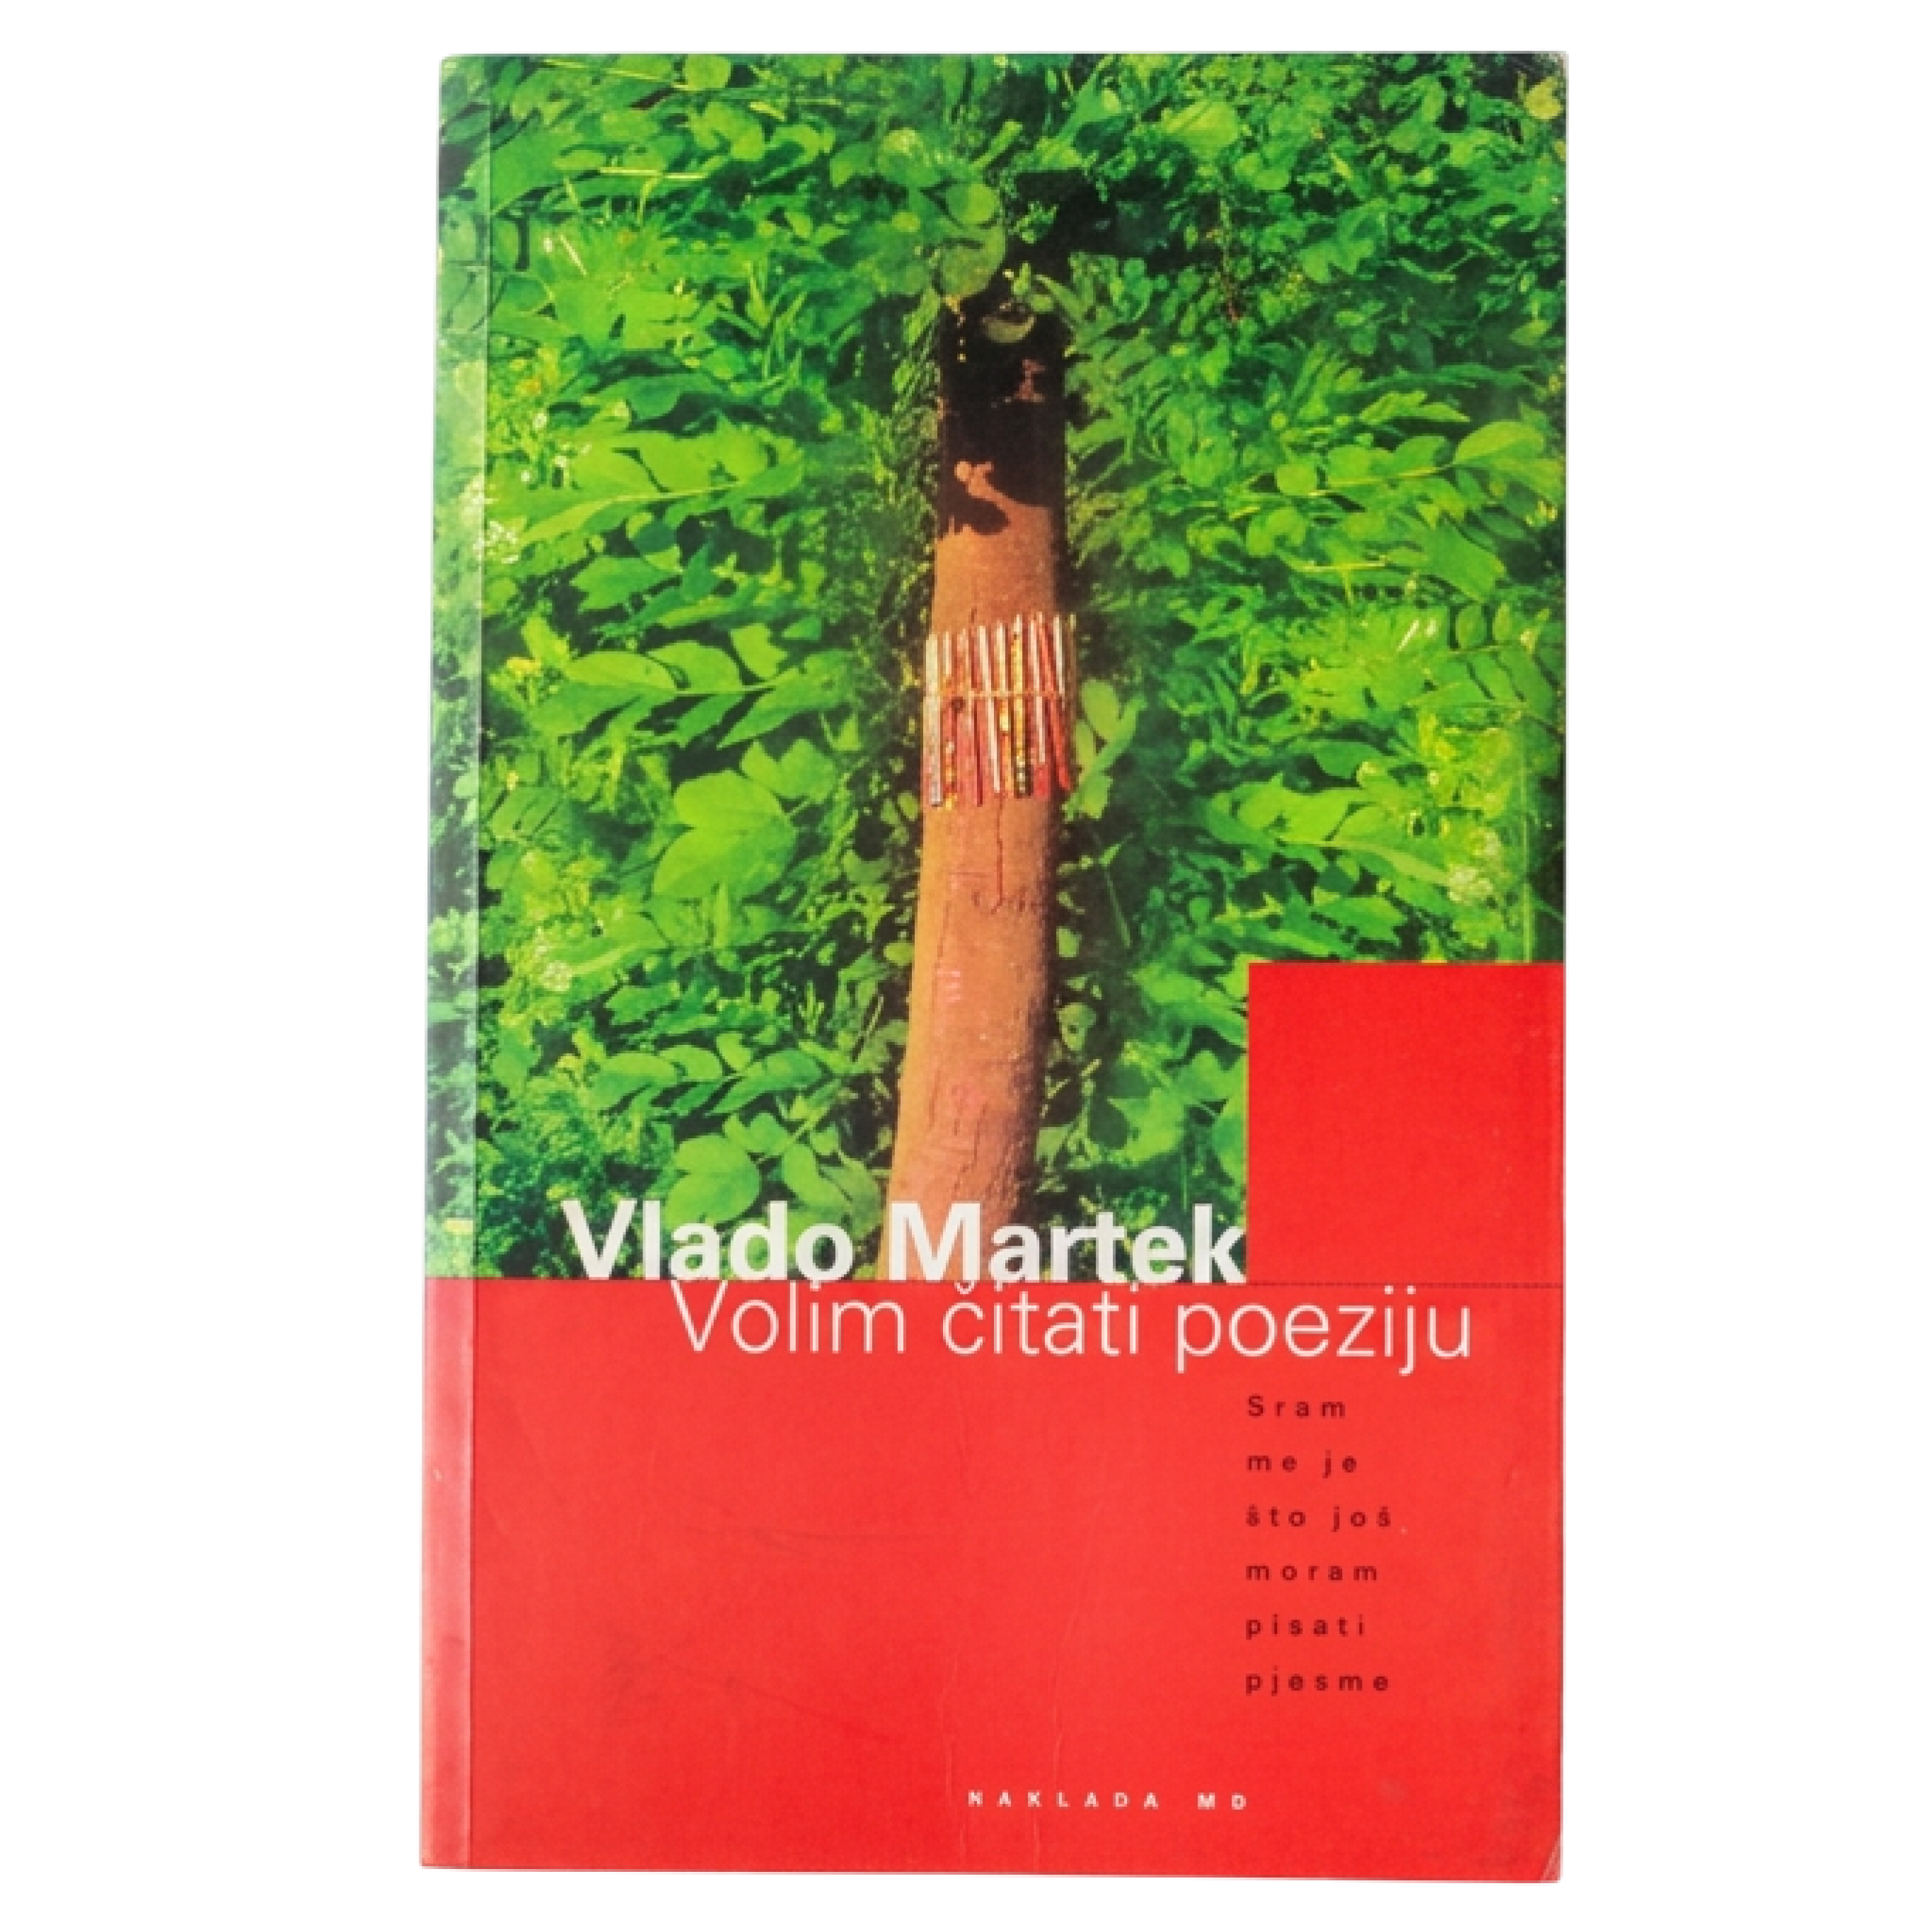 Vlado Martek
Volim čitati poeziju
Sram
me je
što još
moram
pisati
pjesme
NAKLADA MD